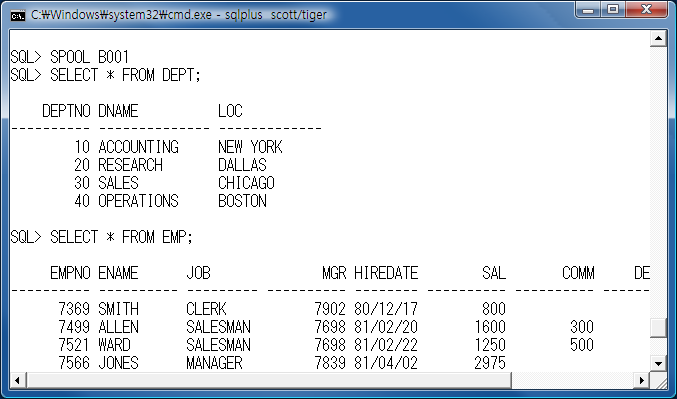 C:₩Windows₩system32₩cmd.exe - sqlplus  scott/tiger
SQL> SPOOL B001
SQL> SELECT * FROM DEPT;
    DEPTNO DNAME          LOC
---------- -------------- -------------
        10 ACCOUNTING     NEW YORK
        20 RESEARCH       DALLAS
        30 SALES          CHICAGO
        40 OPERATIONS     BOSTON
SQL> SELECT * FROM EMP;
     EMPNO ENAME      JOB              MGR HIREDATE        SAL       COMM     DE
---------- ---------- --------- ---------- -------- ---------- ---------- ------
      7369 SMITH      CLERK           7902 80/12/17        800
      7499 ALLEN      SALESMAN        7698 81/02/20       1600        300
      7521 WARD       SALESMAN        7698 81/02/22       1250        500
      7566 JONES      MANAGER         7839 81/04/02       2975